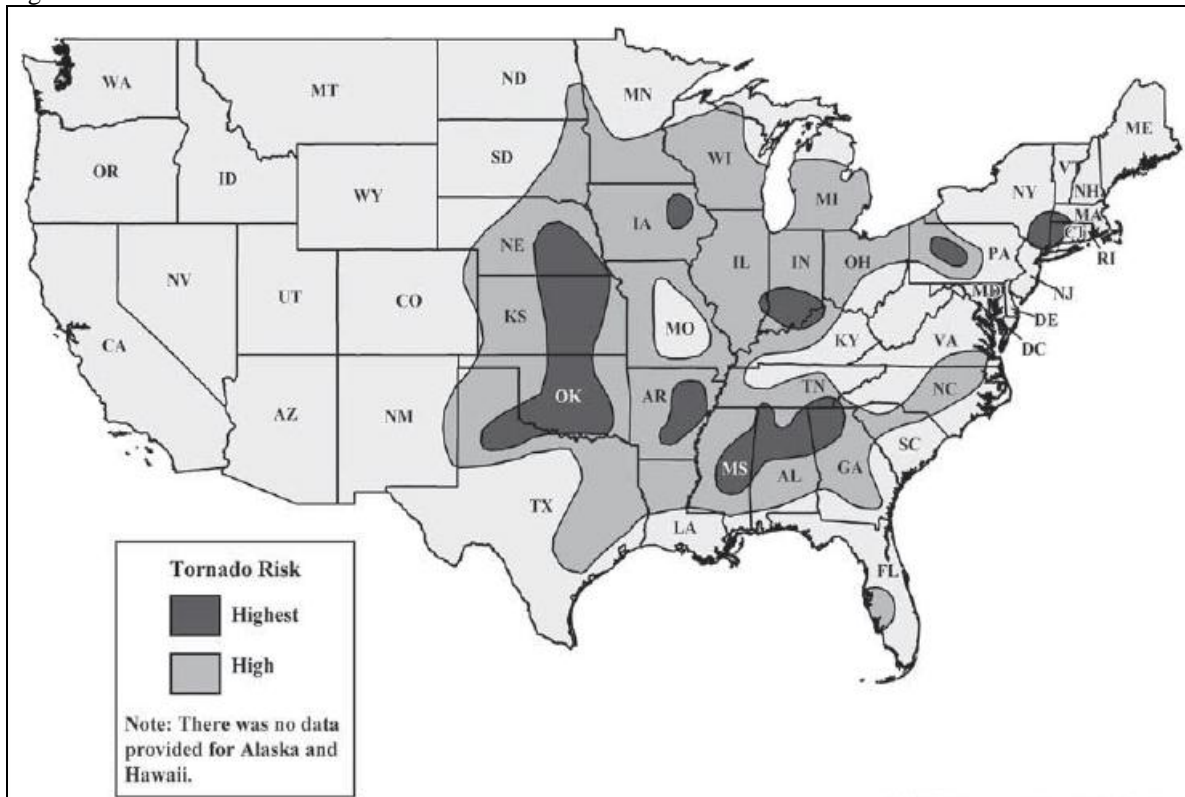 WA
MT
ND
MN
ME
OR
ID
SD
WI
VT
NH
NY
WY
MI
MA
CT
RI
IA
NE
PA
NV
UT
CO
IL
IN
OH
NJ
KS
MO
MD
DE
DC
CA
KY
VA
AZ
NM
OK
AR
TN
NC
SC
MS
AL
GA
TX
LA
FL
Tornado Risk
Highest
High
Note: There was no data
provided for Alaska and
Hawaii.